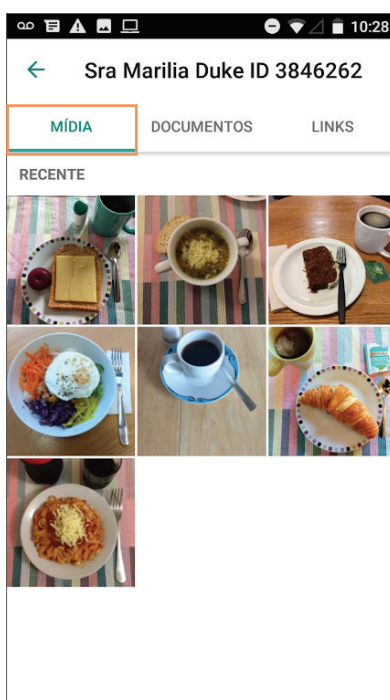 10:28
Sra Marilia Duke ID 3846262
MÍDIA DOCUMENTOS LINKS
RECENTE